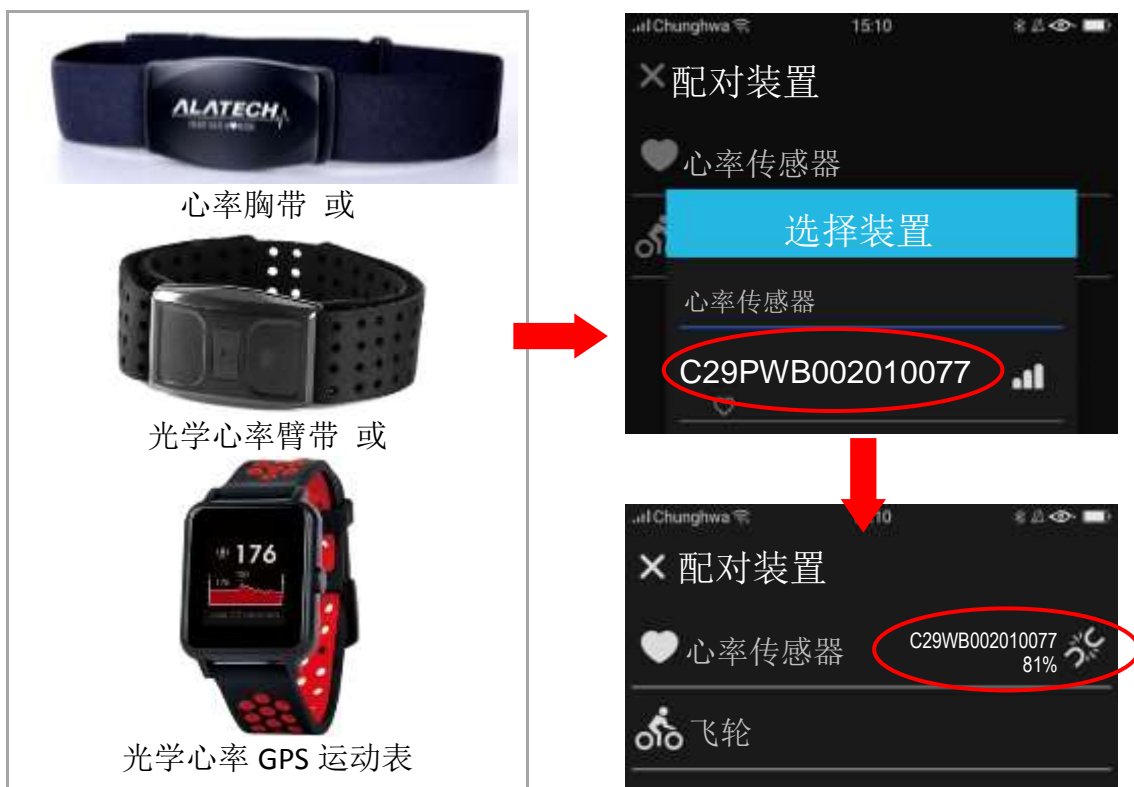 ALATECH
心率胸带 或
光学心率臂带 或
176
光学心率 GPS 运动表
Chunghwa 15:10
配对装置
心率传感器
选择装置
心率传感器
C29PWB002010077
Chunghwa 10
配对装置
心率传感器
C29WB002010077
81%
飞轮